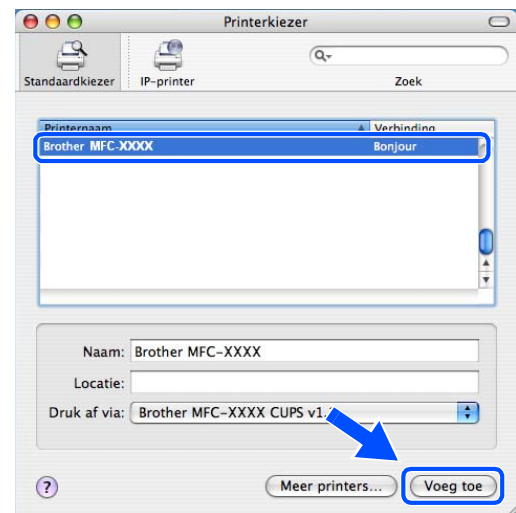 Printerkiezer
Standaardkiezer IP-printer Zoek
Printernaam Verbinding
Brother MFC-XXXX Bonjour
Naam: Brother MFC-XXXX
Locatie:
Druk af via: Brother MFC-XXXX CUPS v1.
? Meer printers... Voeg toe